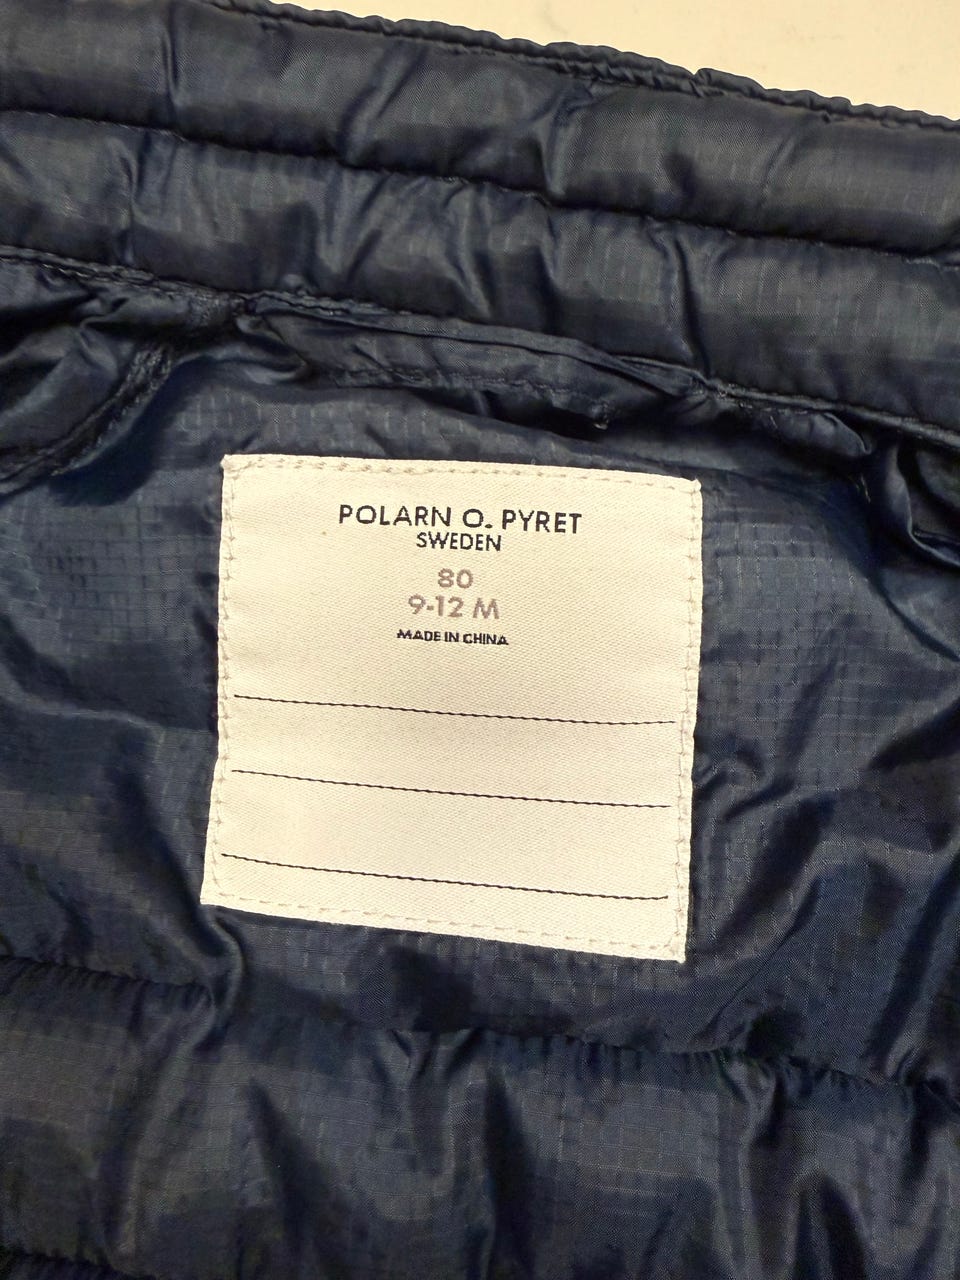 POLARN O. PYRET
SWEDEN
80
9-12 M
MADE IN CHINA